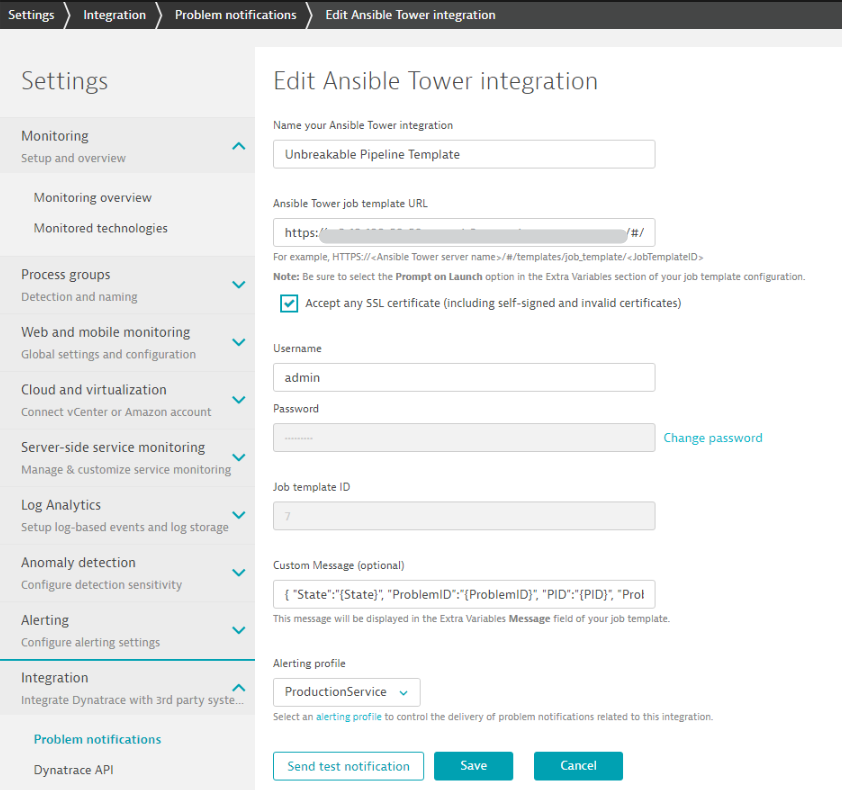 Settings
Integration
Problem notifications
Edit Ansible Tower integration
Settings
Monitoring
Setup and overview
Monitoring overview
Monitored technologies
Process groups
Detection and naming
Web and mobile monitoring
Global settings and configuration
Cloud and virtualization
Connect vCenter or Amazon account
Server-side service monitoring
Manage & customize service monitoring
Log Analytics
Setup log-based events and log storage
Anomaly detection
Configure detection sensitivity
Alerting
Configure alerting settings
Integration
Integrate Dynatrace with 3rd party syste...
Problem notifications
Dynatrace API
Edit Ansible Tower integration
Name your Ansible Tower integration
Unbreakable Pipeline Template
Ansible Tower job template URL
https:/ /#/
For example, HTTPS://<Ansible Tower server name>/#/templates/job_template/<JobTemplateID>
Note: Be sure to select the Prompt on Launch option in the Extra Variables section of your job template configuration.
Accept any SSL certificate (including self-signed and invalid certificates)
Username
admin
Password
Change password
Job template ID
7
Custom Message (optional)
{ "State":"{State}", "ProblemID":"{ProblemID}", "PID":"{PID}", "Prol
This message will be displayed in the Extra Variables Message field of your job template.
Alerting profile
ProductionService
Select an alerting profile to control the delivery of problem notifications related to this integration.
Send test notification
Save
Cancel